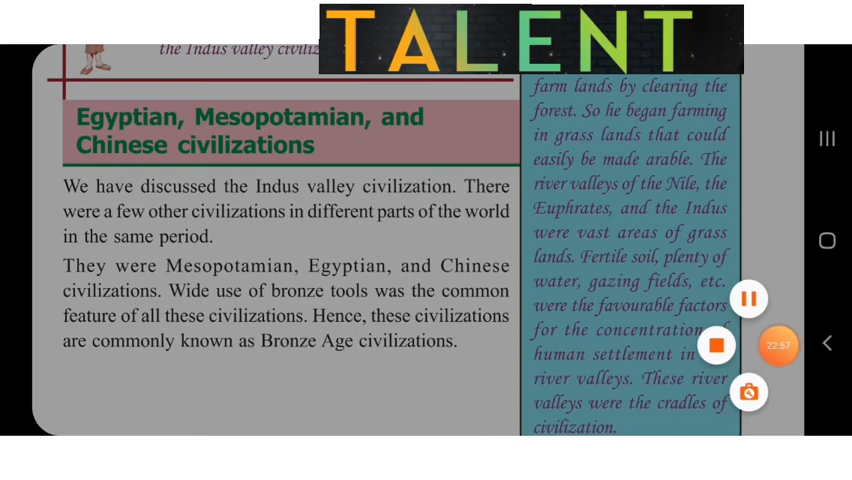 TALENT
the Indus valley
Egyptian, Mesopotamian, and
Chinese civilizations
We have discussed the Indus valley civilization. There
were a few other civilizations in different parts of the world
in the same period.
They were Mesopotamian, Egyptian, and Chinese
civilizations. Wide use of bronze tools was the common
feature of all these civilizations. Hence, these civilizations
are commonly known as Bronze Age civilizations.
farm lands by clearing the
forest. So he began farming
in grass lands that could
easily be made arable. The
river valleys of the Nile, the
Euphrates, and the Indus
were vast areas of grass
lands. Fertile soil, plenty of
water, gazing fields, etc.
were the favourable factors
for the concentration
human settlement in
river valleys. These river
valleys were the cradles of
civilization.
22:57